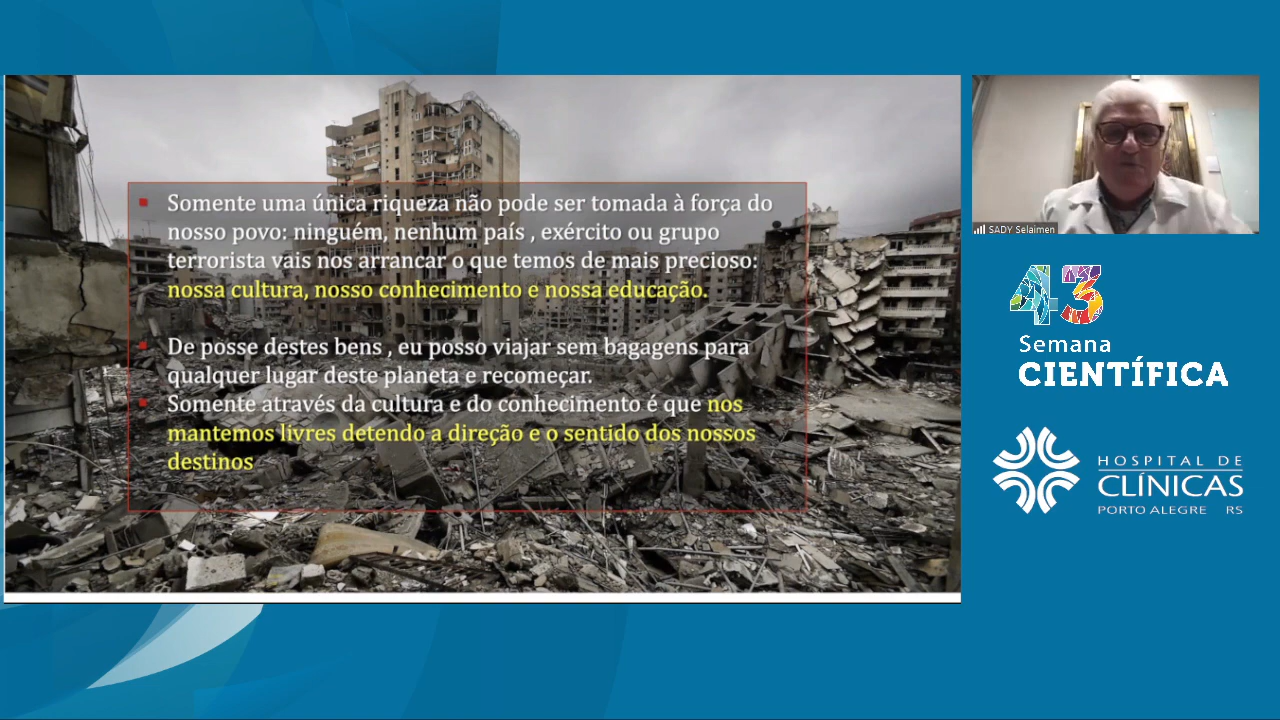 Somente uma única riqueza não pode ser tomada à força do
nosso povo: ninguém, nenhum país , exército ou grupo
terrorista vais nos arrancar o que temos de mais precioso:
nossa cultura, nosso conhecimento e nossa educação.
De posse destes bens , eu posso viajar sem bagagens para
qualquer lugar deste planeta e recomeçar.
Somente através da cultura e do conhecimento é que nos
mantemos livres detendo a direção e o sentido dos nossos
destinos
SADY Selaimen
43
Semana
CIENTÍFICA
HOSPITAL DE
CLÍNICAS
PORTO ALEGRE RS